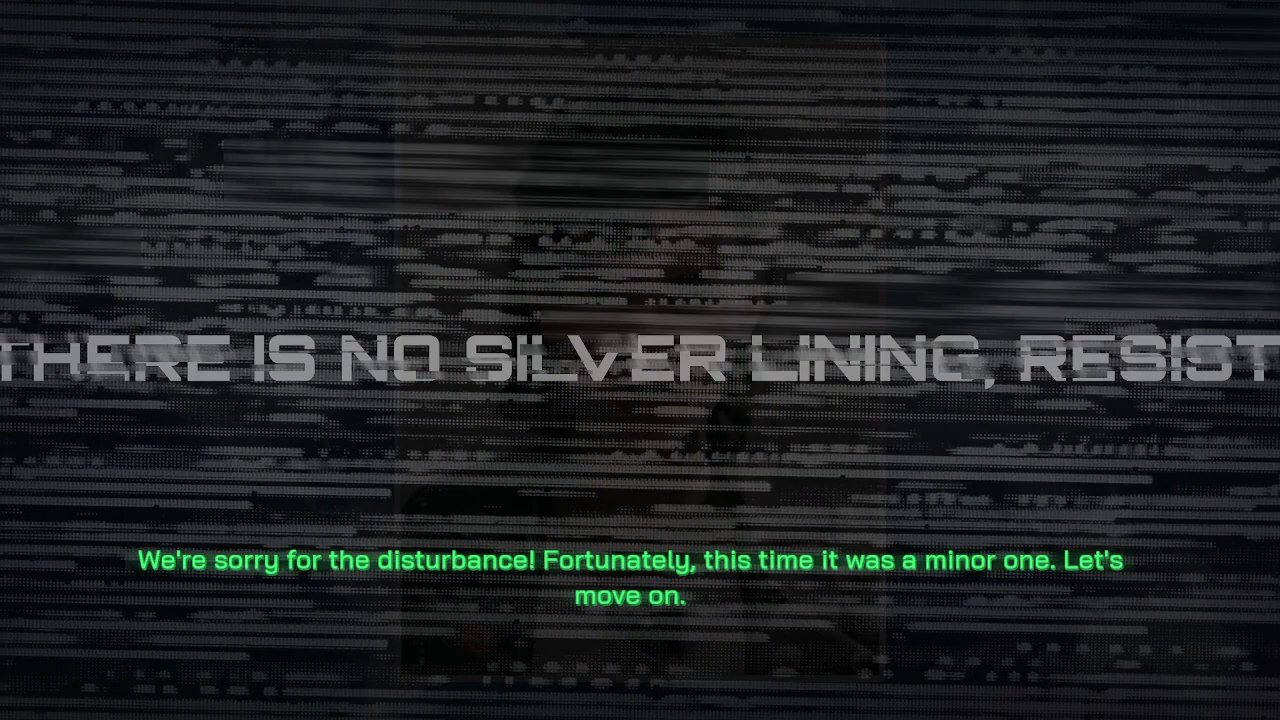 THERE IS NO SILVER LINING, RESIST
We're sorry for the disturbance! Fortunately, this time it was a minor one. Let's
move on.